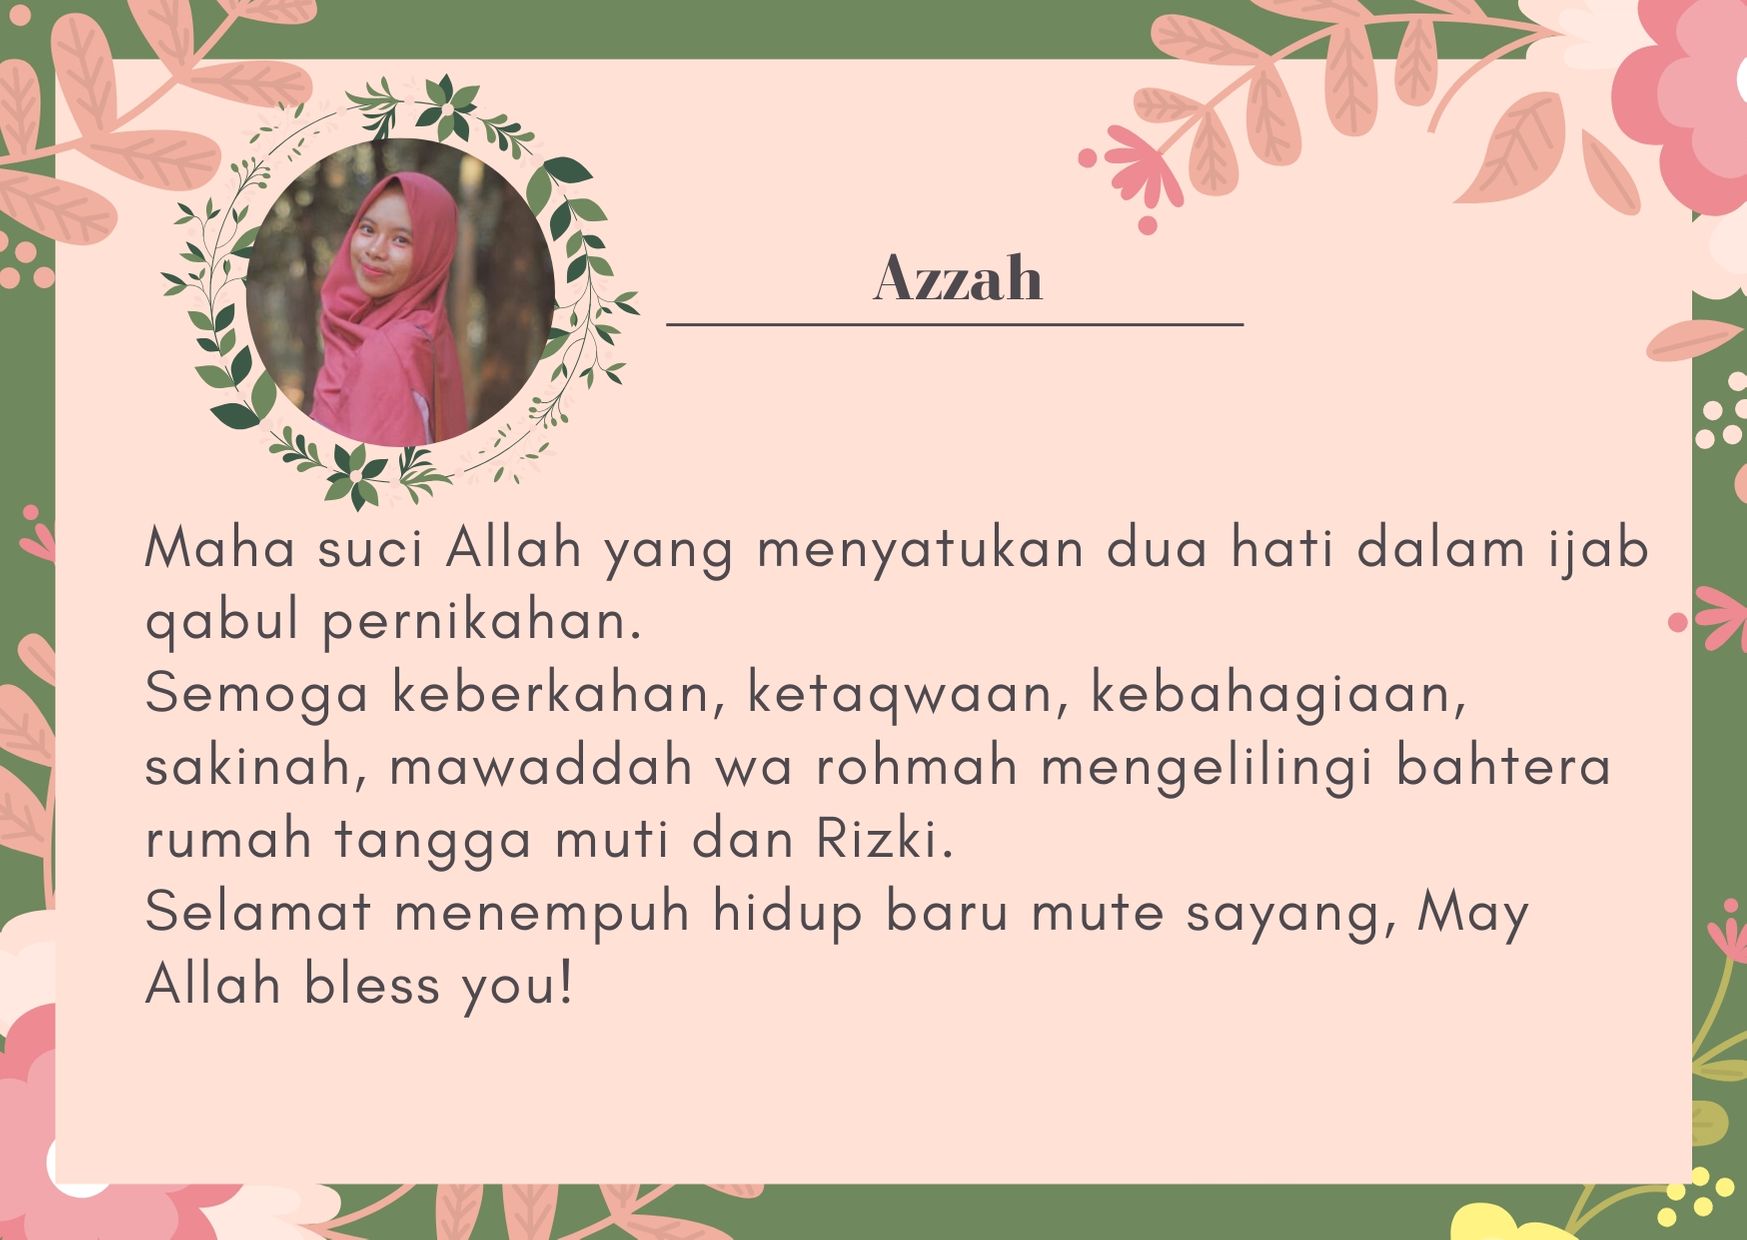 Azzah
Maha suci Allah yang menyatukan dua hati dalam ijab
qabul pernikahan.
Semoga keberkahan, ketaqwaan, kebahagiaan,
sakinah, mawaddah wa rohmah mengelilingi bahtera
rumah tangga muti dan Rizki.
Selamat menempuh hidup baru mute sayang, May
Allah bless you!